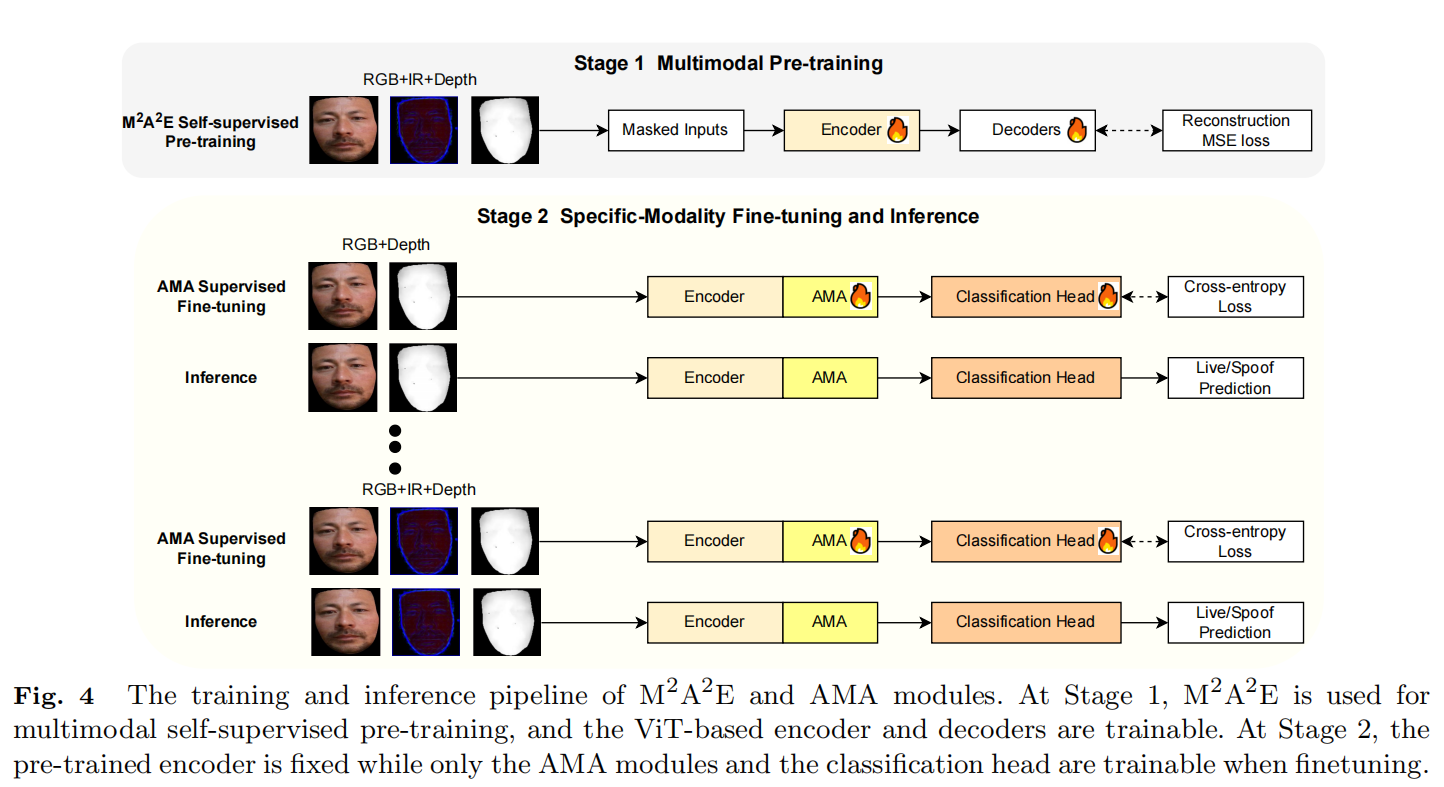 Stage 1 Multimodal Pre-training
RGB+IR+Depth
M²A²E Self-supervised
Pre-training
Masked Inputs
Encoder
Decoders
Reconstruction
MSE loss
Stage 2 Specific-Modality Fine-tuning and Inference
RGB+Depth
AMA Supervised
Fine-tuning
Encoder
AMA
Classification Head
Cross-entropy
Loss
Inference
Encoder
AMA
Classification Head
Live/Spoof
Prediction
RGB+IR+Depth
AMA Supervised
Fine-tuning
Encoder
AMA
Classification Head
Cross-entropy
Loss
Inference
Encoder
AMA
Classification Head
Live/Spoof
Prediction
Fig. 4 The training and inference pipeline of M²A²E and AMA modules. At Stage 1, M²A²E is used for
multimodal self-supervised pre-training, and the ViT-based encoder and decoders are trainable. At Stage 2, the
pre-trained encoder is fixed while only the AMA modules and the classification head are trainable when finetuning.